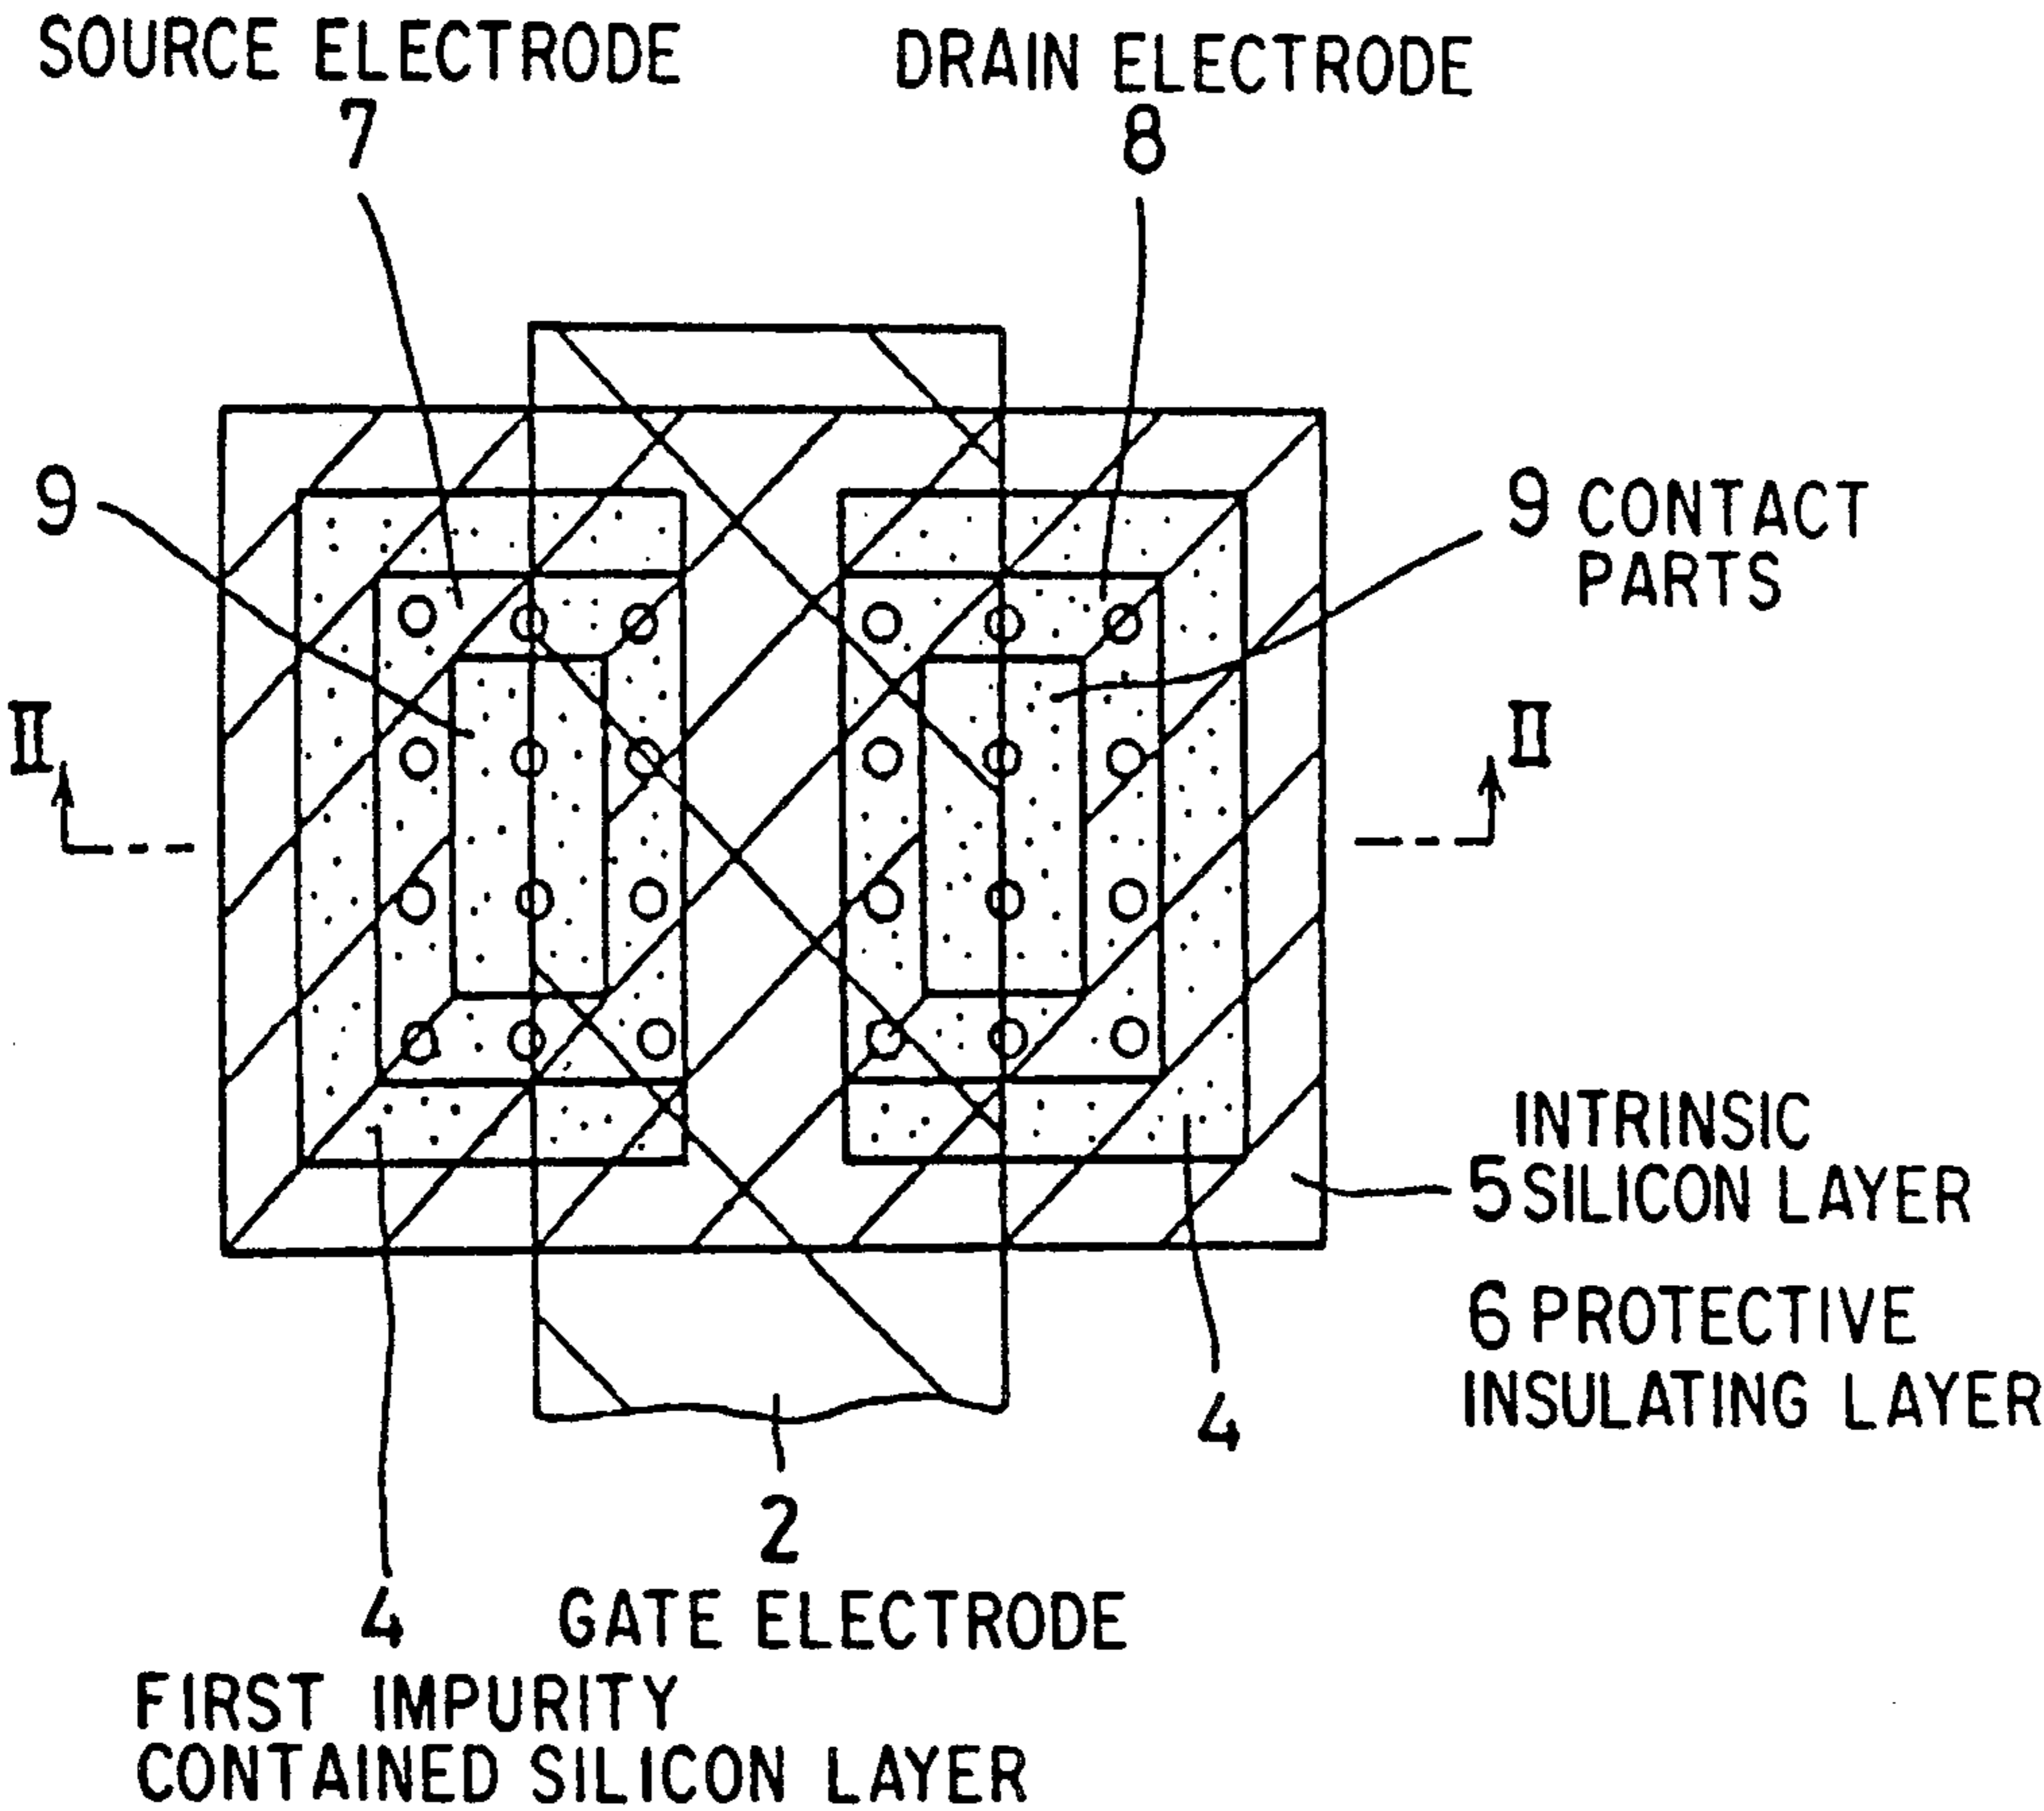 SOURCE ELECTRODE
7
DRAIN ELECTRODE
8
9
9 CONTACT
PARTS
II
II
INTRINSIC
5 SILICON LAYER
6 PROTECTIVE
INSULATING LAYER
4
2
GATE ELECTRODE
4
FIRST IMPURITY
CONTAINED SILICON LAYER